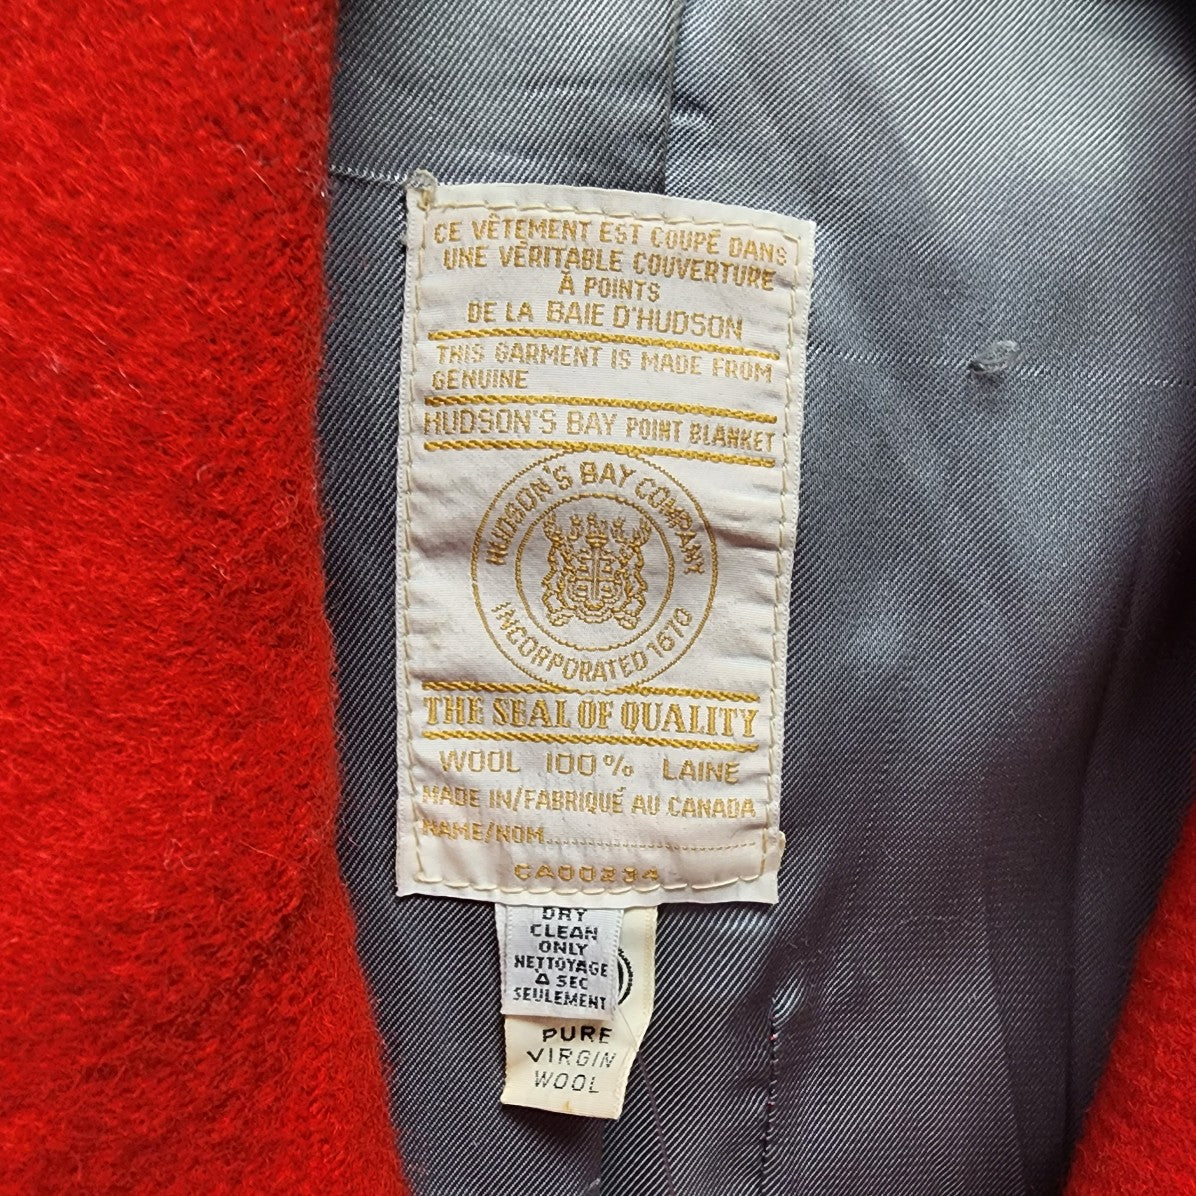 CE VÊTEMENT EST COUPÉ DANS
UNE VÉRITABLE COUVERTURE
À POINTS
DE LA BAIE D'HUDSON
THIS GARMENT IS MADE FROM
GENUINE
HUDSON'S BAY POINT BLANKET
HUDSON'S BAY COMPANY
INCORPORATED 1670
THE SEAL OF QUALITY
WOOL 100% LAINE
MADE IN/FABRIQUÉ AU CANADA
NAME/NOM....................
CA00234
DRY
CLEAN
ONLY
NETTOYAGE
À SEC
SEULEMENT
PURE
VIRGIN
WOOL